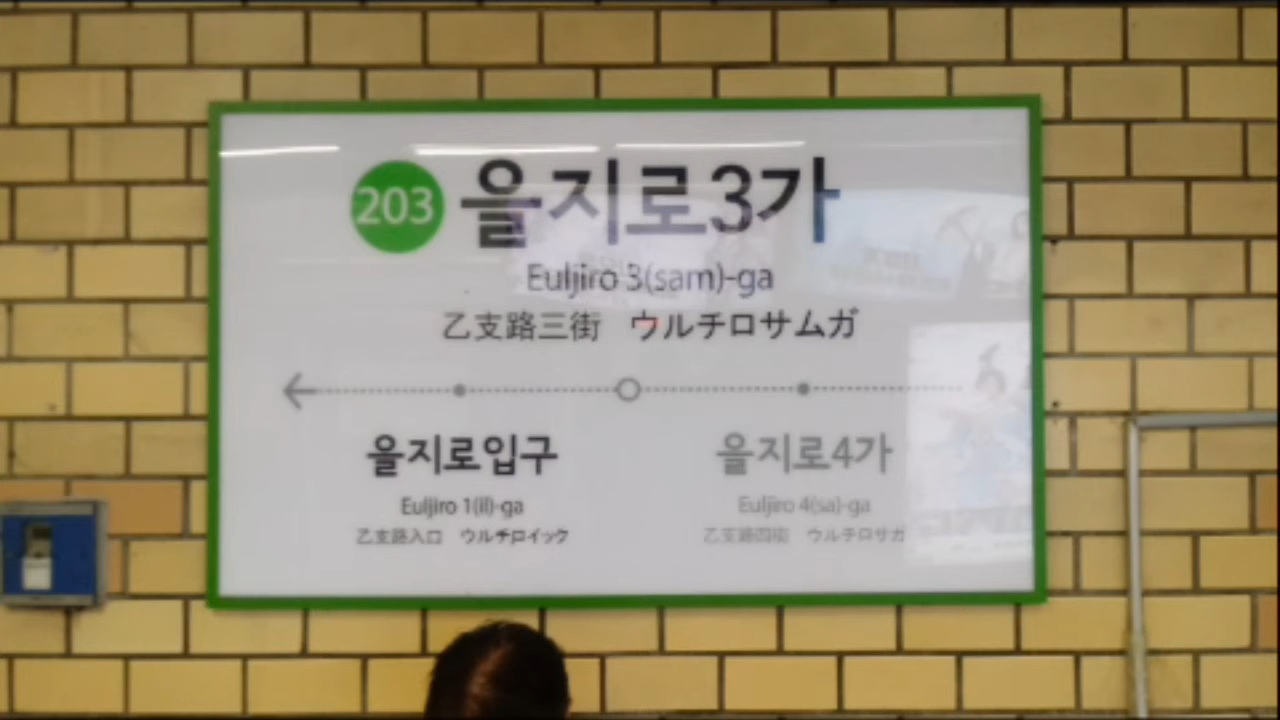 203 을지로3가
Euljiro 3(sam)-ga
乙支路三街 ウルチロサムガ
을지로입구 을지로4가
Euljiro 1(il)-ga Euljiro 4(sa)-ga
乙支路入口 ウルチロイック 乙支路四街 ウルチロサガ